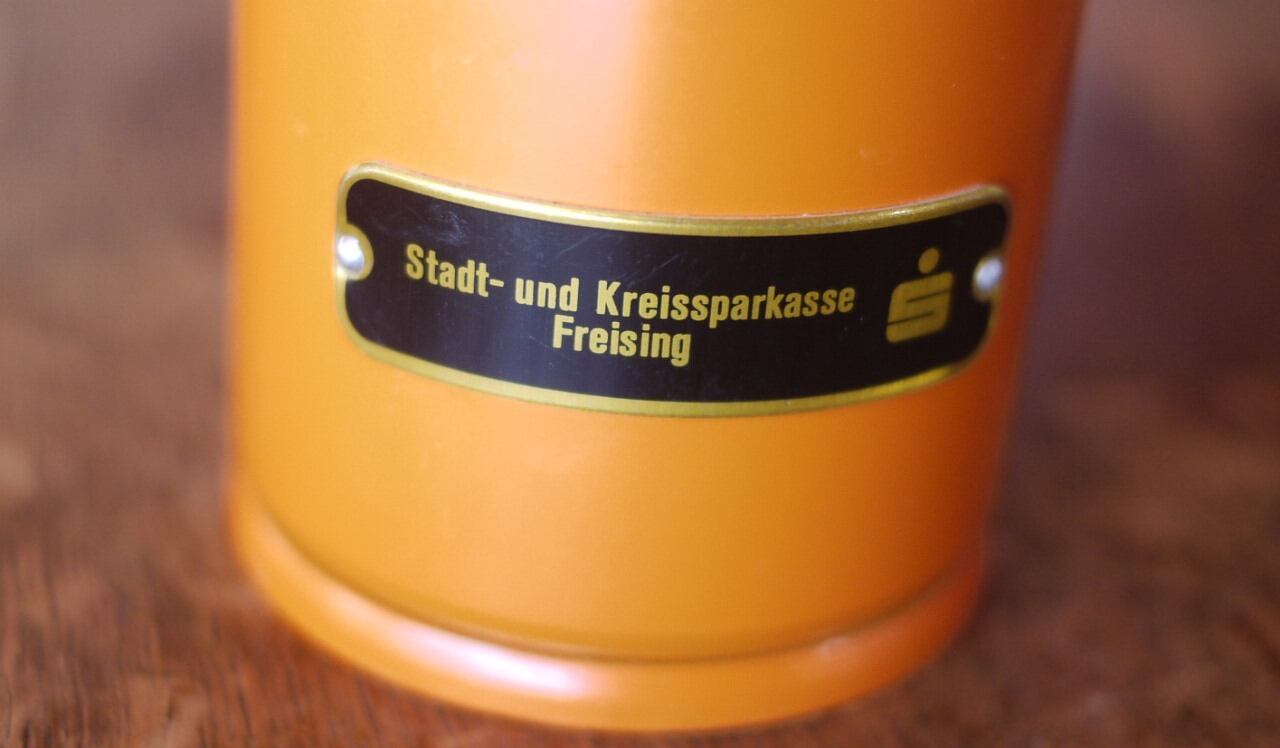 Stadt- und Kreissparkasse
Freising